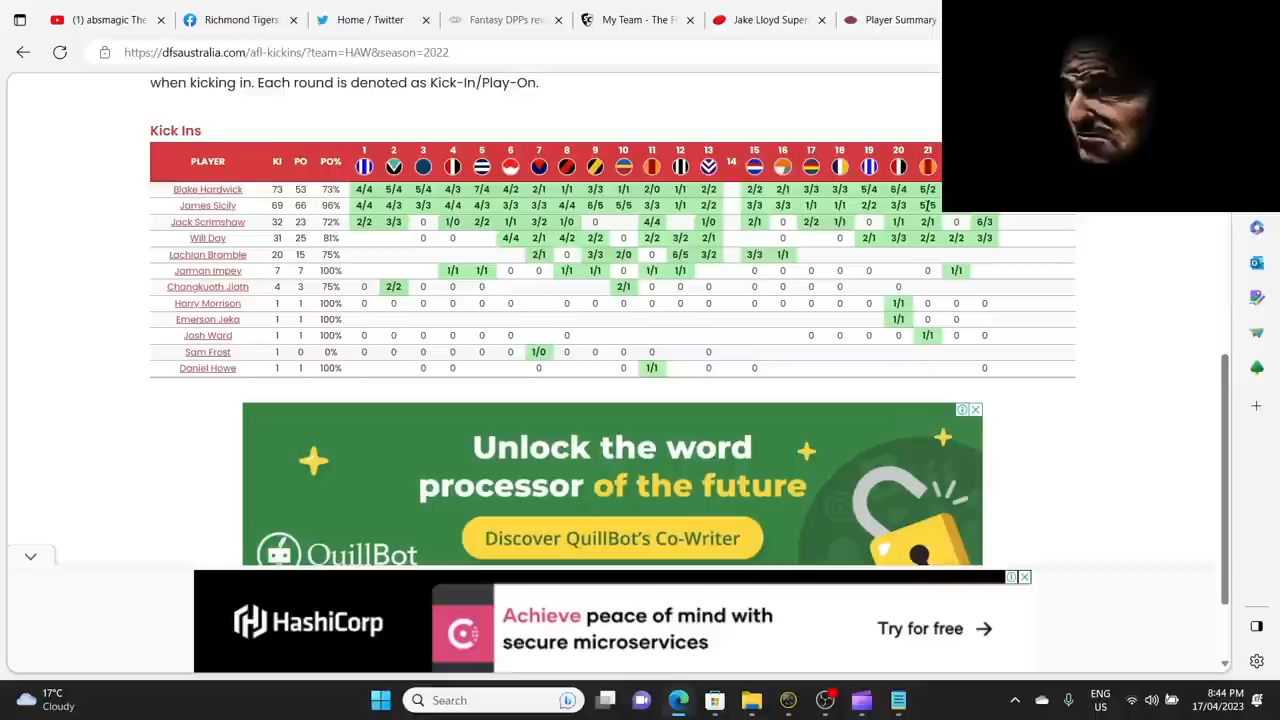 (1) absmagic The
Richmond Tigers
Home / Twitter
Fantasy DPPs rev
My Team - The F
Jake Lloyd Super
Player Summary
https://dfsaustralia.com/afl-kickins/?team=HAW&season=2022
when kicking in. Each round is denoted as Kick-In/Play-On.
Kick Ins
PLAYER KI PO PO% 1 2 3 4 5 6 7 8 9 10 11 12 13 14 15 16 17 18 19 20 21
Blake Hardwick 73 53 73% 4/4 5/4 5/4 4/3 7/4 4/2 2/1 1/1 3/3 1/1 2/0 1/1 2/2 2/2 2/1 3/3 3/3 5/4 6/4 5/2
James Sicily 69 66 96% 4/4 4/3 3/3 4/4 4/3 3/3 3/3 4/4 6/5 5/5 3/3 1/1 2/2 3/3 3/3 1/1 1/1 2/2 3/3 5/5
Jack Scrimshaw 32 23 72% 2/2 3/3 0 1/0 2/2 1/1 3/2 1/0 0 4/4 1/0 2/1 0 2/2 1/0 0 1/1 2/1 0 6/3
Will Day 31 25 81% 0 0 4/4 2/1 4/2 2/2 0 2/2 3/2 2/1 0 0 2/1 3/3 2/2 2/2 3/3
Lachlan Bramble 20 15 75% 2/1 0 3/3 2/0 0 6/5 3/2 3/3 1/1
Jarman Impey 7 7 100% 1/1 1/1 0 0 1/1 1/1 0 1/1 1/1 0 0 0 0 0 0 0 1/1
Changkuoth Jiath 4 3 75% 0 2/2 0 0 0 2/1 0 0 0 0 0 0 0 0
Harry Morrison 1 1 100% 0 0 0 0 0 0 0 0 0 0 0 0 0 0 0 0 0 0 1/1 0 0 0
Emerson Jeka 1 1 100% 1/1 0 0
Josh Ward 1 1 100% 0 0 0 0 0 0 0 0 0 0 0 1/1 0 0
Sam Frost 1 0 0% 0 0 0 0 0 0 1/0 0 0 0 0 0
Daniel Howe 1 1 100% 0 0 0 0 1/1 0 0 0
Unlock the word
processor of the future
Discover QuillBot's Co-Writer
QuillBot
HashiCorp
Achieve peace of mind with
secure microservices
Try for free
17°C
Cloudy
Search
ENG
US
8:44 PM
17/04/2023